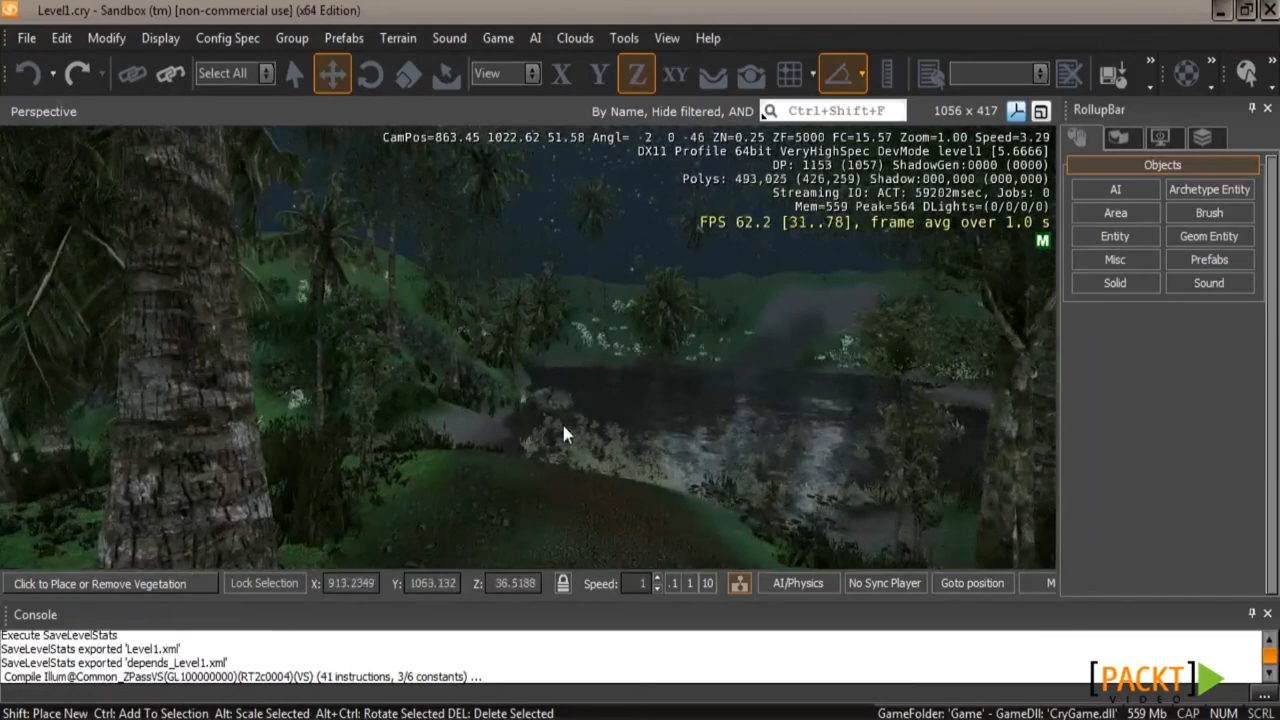 Level1.cry - Sandbox (tm) [non-commercial use] (x64 Edition)
File Edit Modify Display Config Spec Group Prefabs Terrain Sound Game AI Clouds Tools View Help
Select All View X Y Z XY
Perspective By Name, Hide filtered, AND Ctrl+Shift+F 1056 x 417 RollupBar
CamPos=863.45 1022.62 51.58 Angl= -2 0 -46 ZN=0.25 ZF=5000 FC=15.57 Zoom=1.00 Speed=3.29
DX11 Profile 64bit VeryHighSpec DevMode level1 [5.6666]
DP: 1153 (1057) ShadowGen:0000 (0000)
Polys: 493,025 (426,259) Shadow:000,000 (000,000)
Streaming IO: ACT: 59202msec, Jobs: 0
Mem=559 Peak=564 DLights=(0/0/0/0)
FPS 62.2 [31..78], frame avg over 1.0 s
M
Objects
AI Archetype Entity
Area Brush
Entity Geom Entity
Misc Prefabs
Solid Sound
Click to Place or Remove Vegetation Lock Selection X: 913.2349 Y: 1053.132 Z: 36.5188 Speed: 1 .1 1 10 AI/Physics No Sync Player Goto position M
Console
Execute SaveLevelStats
SaveLevelStats exported 'Level1.xml'
SaveLevelStats exported 'depends_Level1.xml'
Compile Illum@Common_ZPassVS(GL100000000)(RT2c0004)(VS) (41 instructions, 3/6 constants) ...
[PACKT]
VIDEO
...
Shift: Place New Ctrl: Add To Selection Alt: Scale Selected Alt+Ctrl: Rotate Selected DEL: Delete Selected GameFolder: 'Game' - GameDll: 'CryGame.dll' 559 Mb CAP NUM SCRL